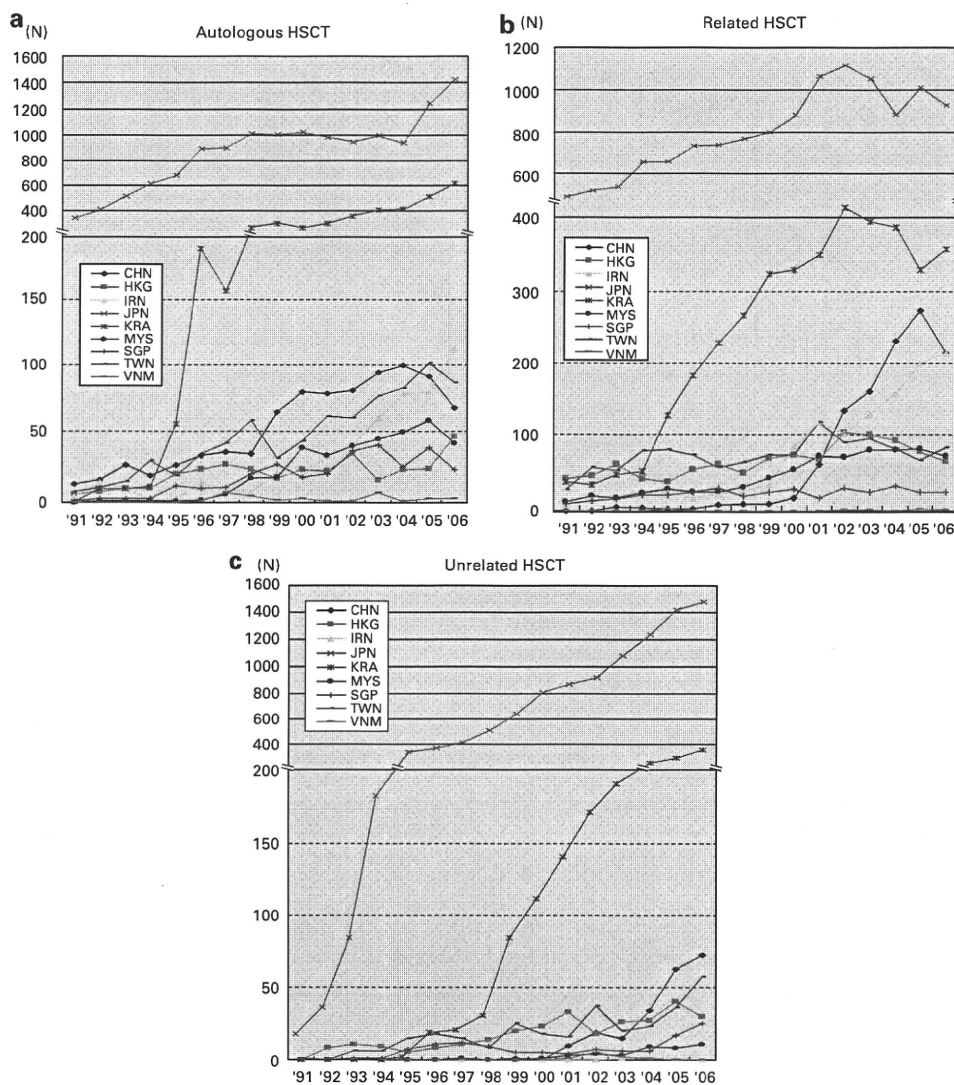 a (N) Autologous HSCT
1600
1400
1200
1000
800
600
400
200
150
100
50
0
CHN
HKG
IRN
JPN
KRA
MYS
SGP
TWN
VNM
'91 '92 '93 '94 '95 '96 '97 '98 '99 '00 '01 '02 '03 '04 '05 '06
b (N) Related HSCT
1200
1000
800
600
400
300
200
100
0
CHN
HKG
IRN
JPN
KRA
MYS
SGP
TWN
VNM
'91 '92 '93 '94 '95 '96 '97 '98 '99 '00 '01 '02 '03 '04 '05 '06
c (N) Unrelated HSCT
1600
1400
1200
1000
800
600
400
200
150
100
50
0
CHN
HKG
IRN
JPN
KRA
MYS
SGP
TWN
VNM
'91 '92 '93 '94 '95 '96 '97 '98 '99 '00 '01 '02 '03 '04 '05 '06